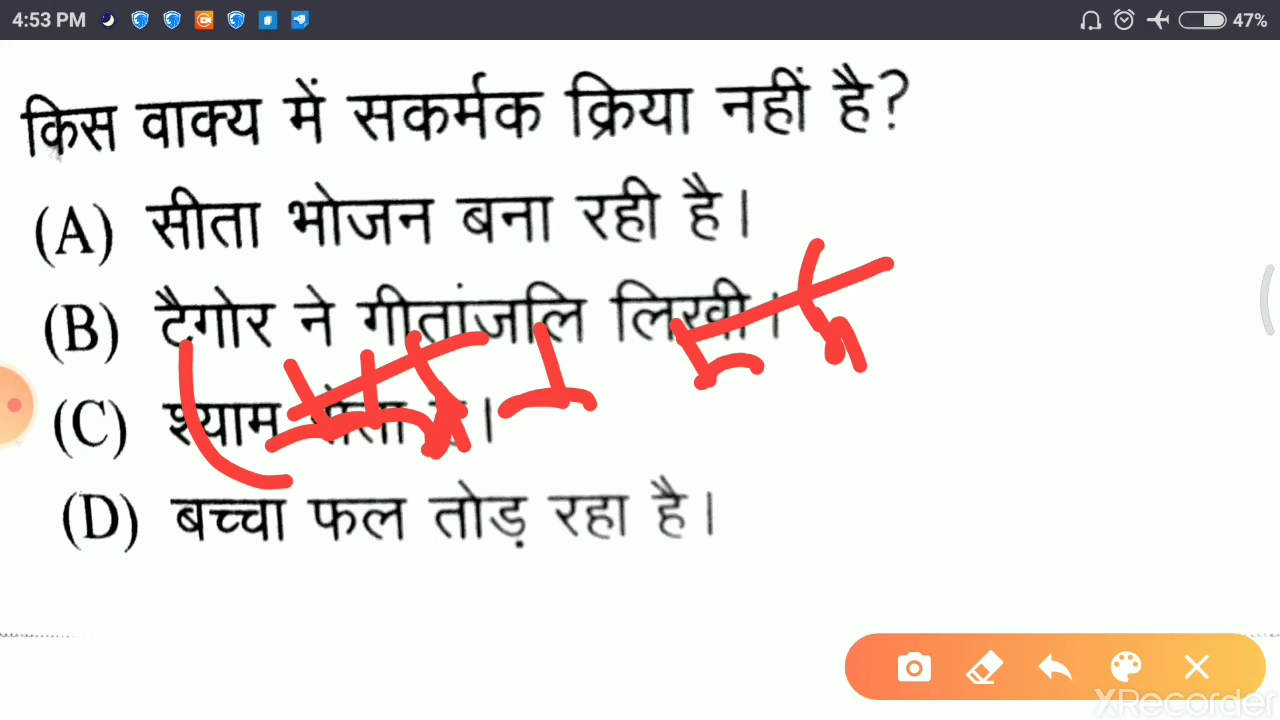 4:53 PM 47%
किस वाक्य में सकर्मक क्रिया नहीं है?
(A) सीता भोजन बना रही है।
(B) टैगोर ने गीतांजलि लिखी।
(C) श्याम है।
(D) बच्चा फल तोड़ रहा है।
XRecorder